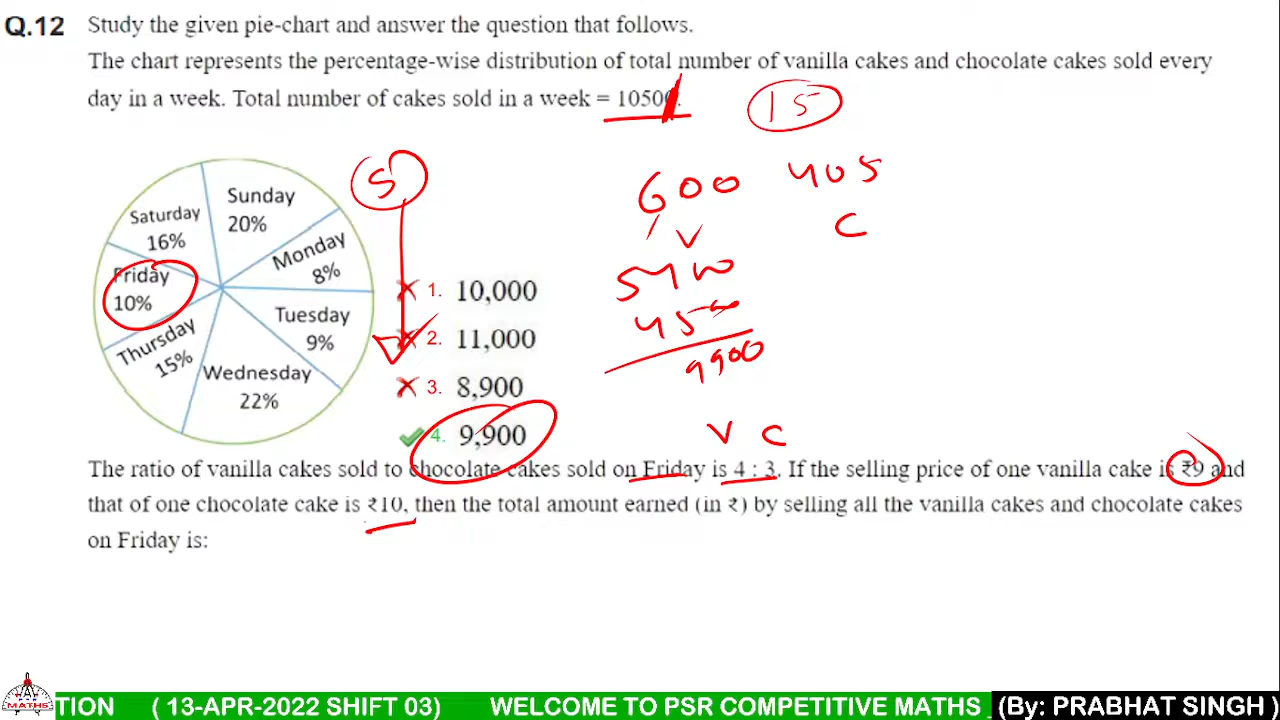 Q.12 Study the given pie-chart and answer the question that follows.
The chart represents the percentage-wise distribution of total number of vanilla cakes and chocolate cakes sold every
day in a week. Total number of cakes sold in a week = 10500.
15
S
600 405
V C
5400
4500
9900
Sunday
20%
Saturday
16%
Monday
8%
Friday
10%
Tuesday
9%
Thursday
15%
Wednesday
22%
1. 10,000
2. 11,000
3. 8,900
4. 9,900
V C
The ratio of vanilla cakes sold to chocolate cakes sold on Friday is 4 : 3. If the selling price of one vanilla cake is ₹9 and
that of one chocolate cake is ₹10, then the total amount earned (in ₹) by selling all the vanilla cakes and chocolate cakes
on Friday is:
MATHS
TION ( 13-APR-2022 SHIFT 03) WELCOME TO PSR COMPETITIVE MATHS (By: PRABHAT SINGH )